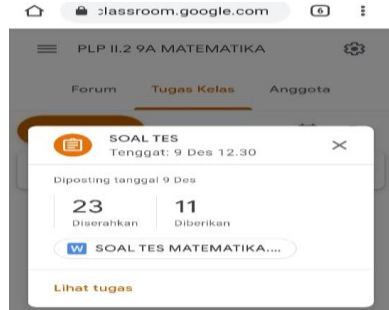 :lassroom.google.com 6
PLP II.2 9A MATEMATIKA
Forum Tugas Kelas Anggota
SOAL TES
Tenggat: 9 Des 12.30
Diposting tanggal 9 Des
23 11
Diserahkan Diberikan
W SOAL TES MATEMATIKA....
Lihat tugas